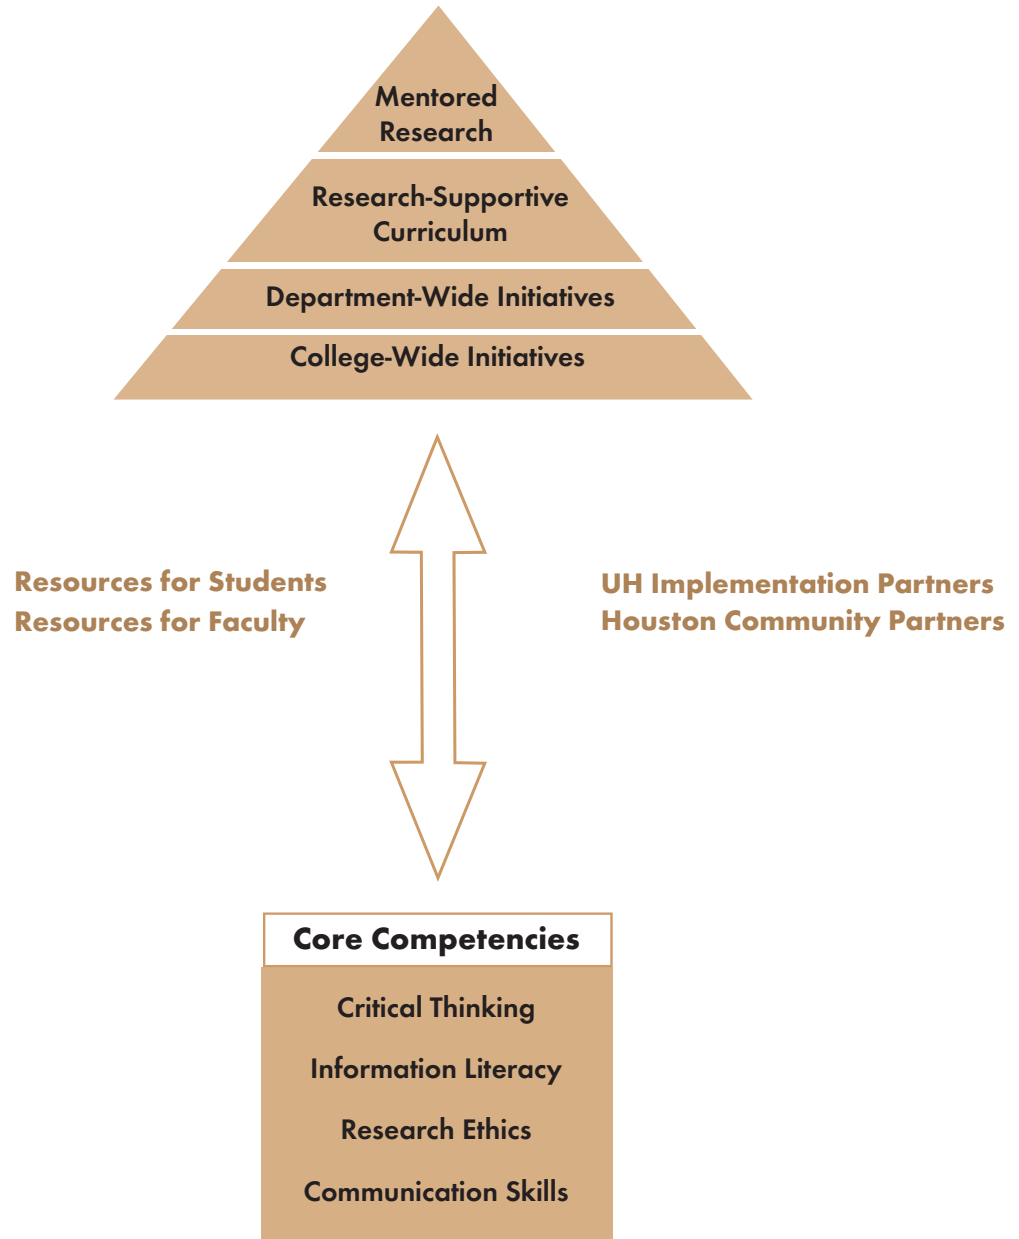 Mentored
Research
Research-Supportive
Curriculum
Department-Wide Initiatives
College-Wide Initiatives
Resources for Students
Resources for Faculty
UH Implementation Partners
Houston Community Partners
Core Competencies
Critical Thinking
Information Literacy
Research Ethics
Communication Skills